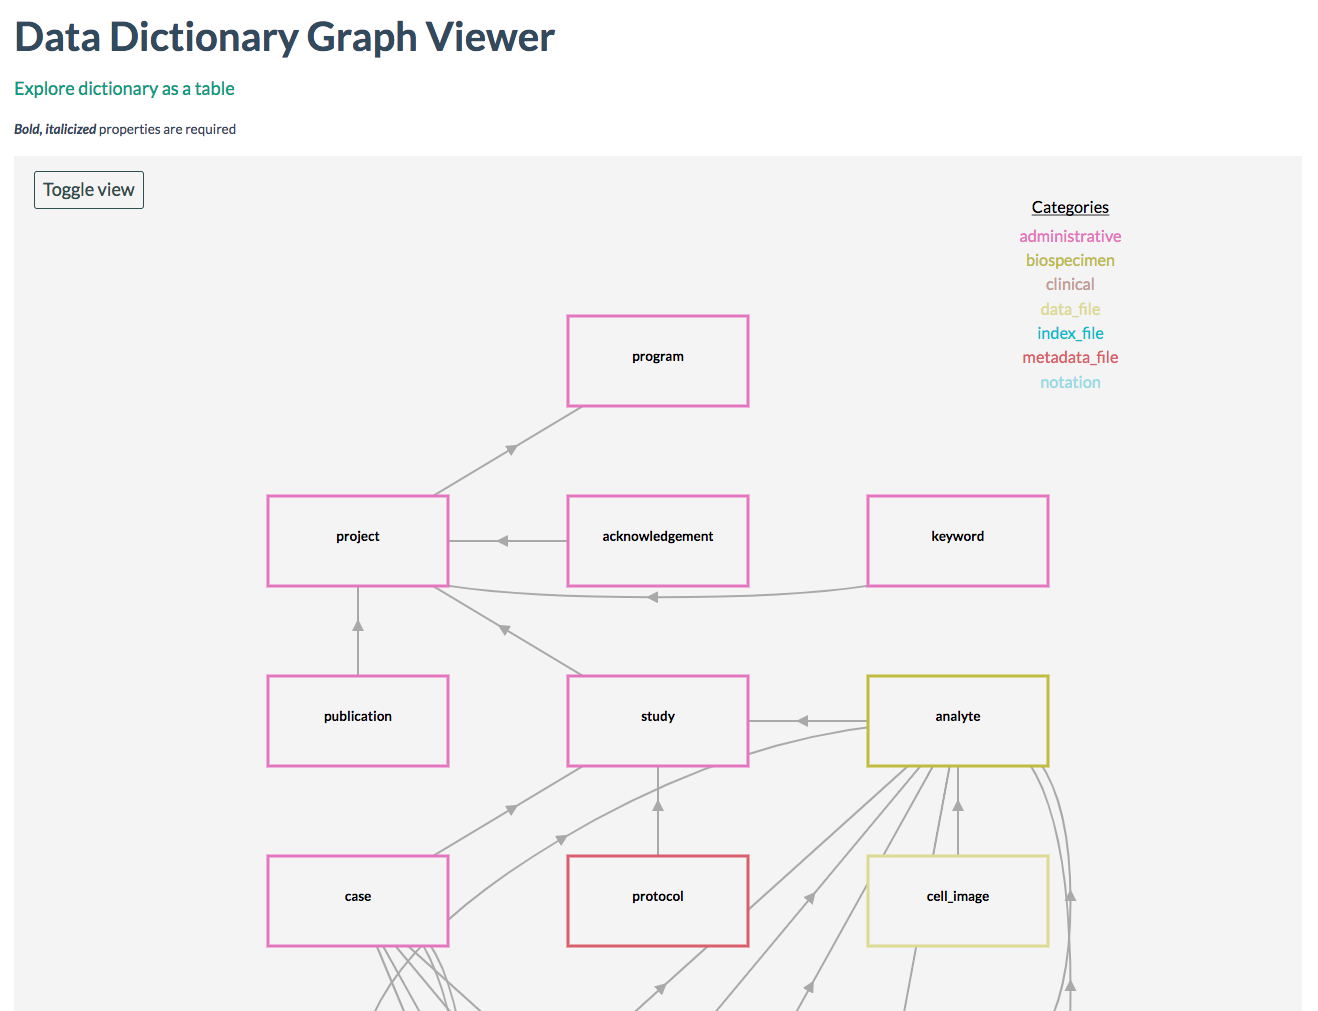 Data Dictionary Graph Viewer
Explore dictionary as a table
Bold, italicized properties are required
Toggle view
Categories
administrative
biospecimen
clinical
data_file
index_file
metadata_file
notation
program
project
acknowledgement
keyword
publication
study
analyte
case
protocol
cell_image